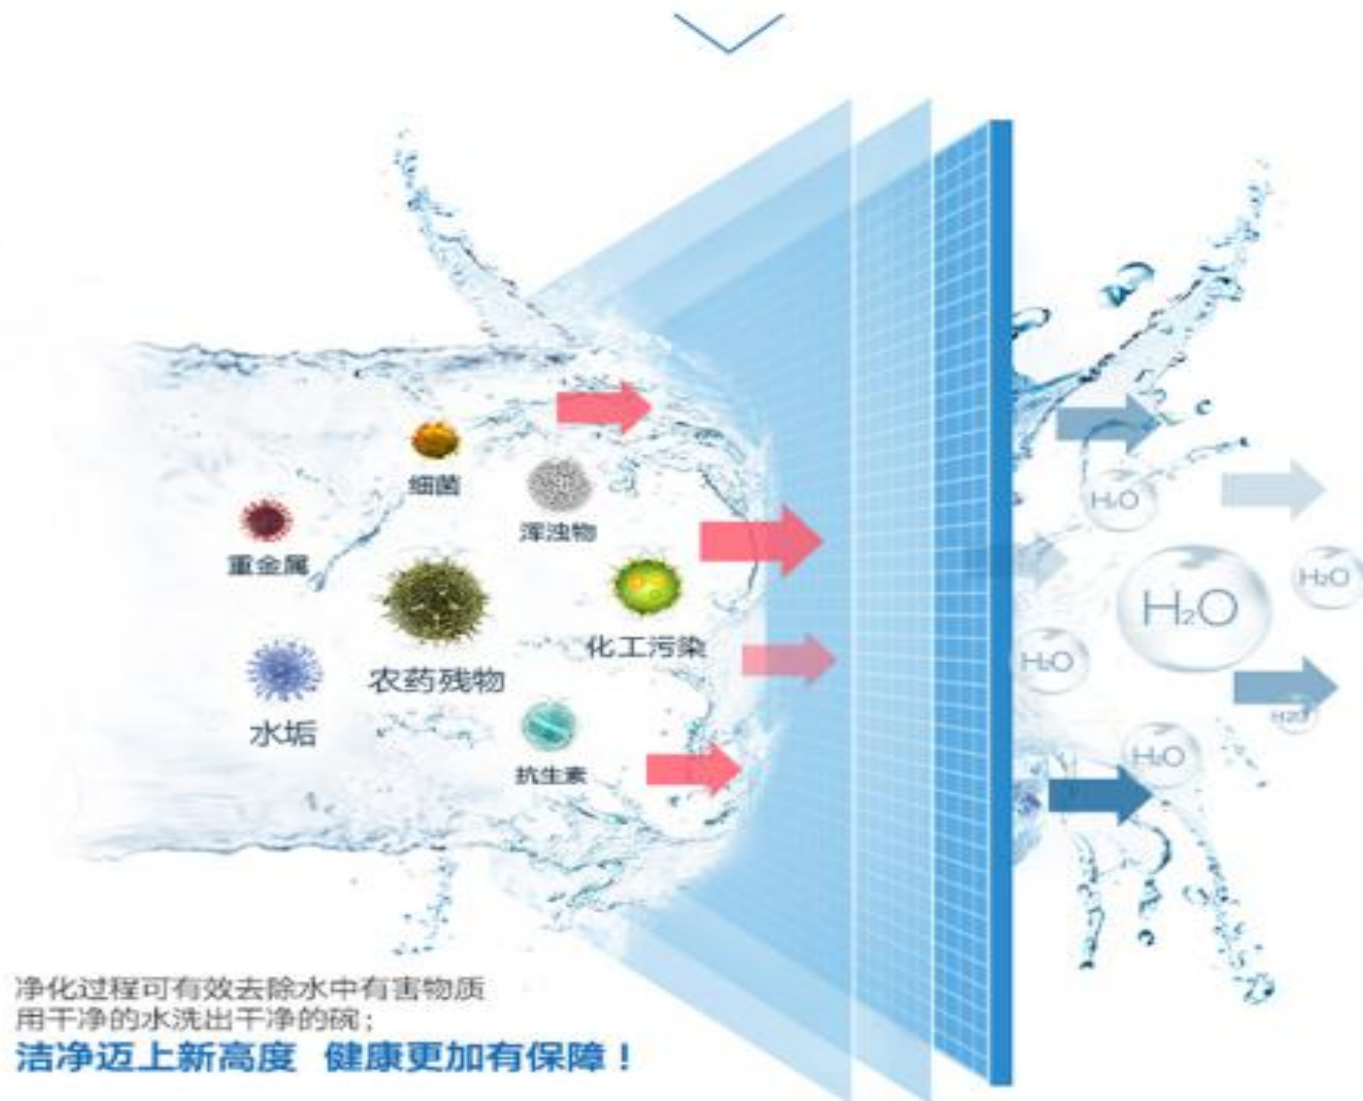 细菌
浑浊物
重金属
化工污染
农药残物
水垢
抗生素
H₂O
H₂O
H₂O
H₂O
H₂O
H₂O
净化过程可有效去除水中有害物质
用干净的水洗出干净的碗；
洁净迈上新高度 健康更加有保障！